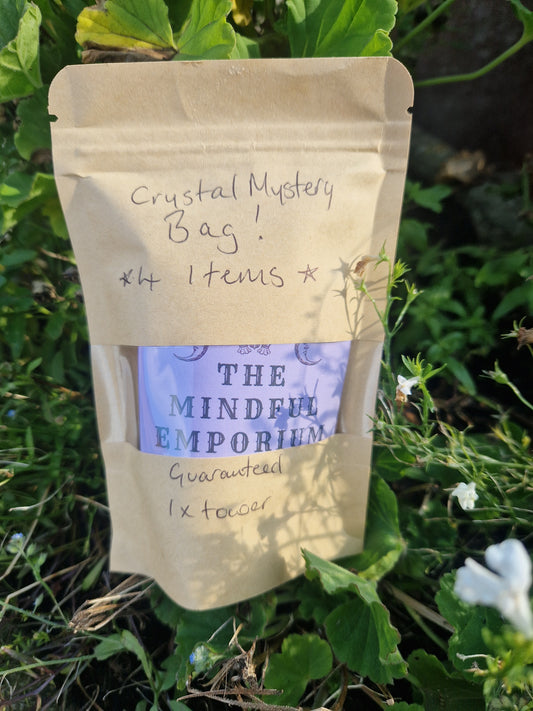 Crystal Mystery
Bag!
*4 Items *
THE
MINDFUL
EMPORIUM
Guaranteed
1x tower